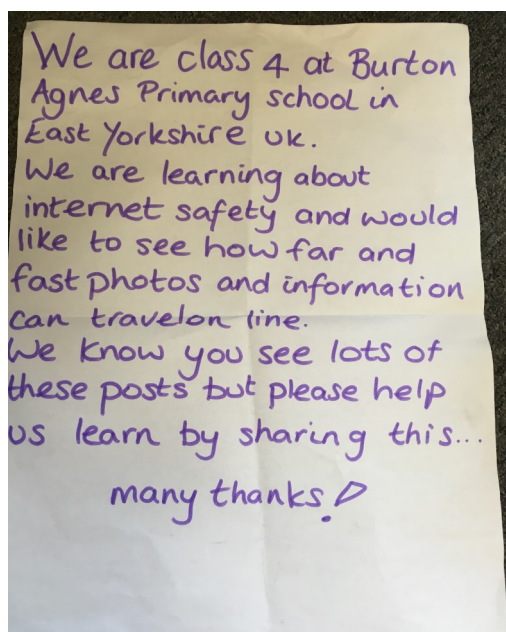 We are class 4 at Burton
Agnes Primary school in
East Yorkshire UK.
We are learning about
internet safety and would
like to see how far and
fast photos and information
can travelon line.
We know you see lots of
these posts but please help
us learn by sharing this...
many thanks!